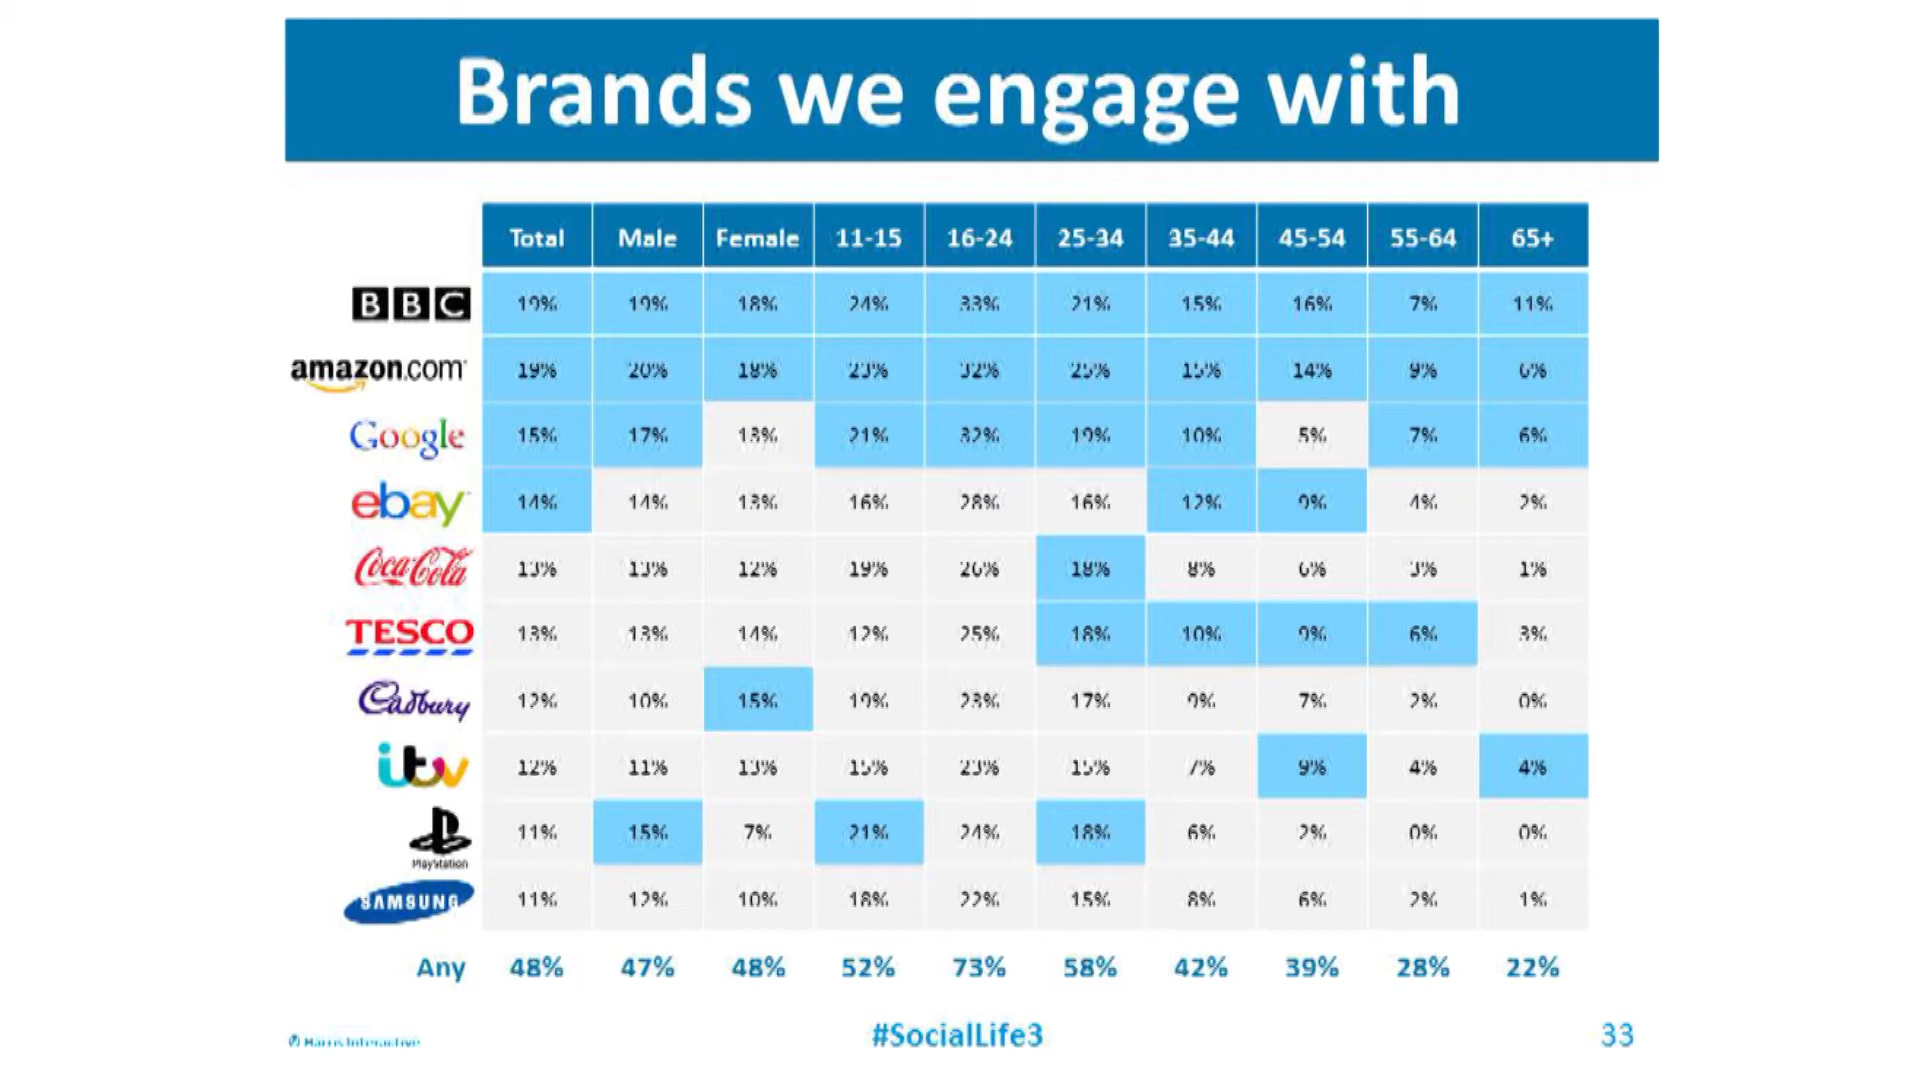 Brands we engage with
Total Male Female 11-15 16-24 25-34 35-44 45-54 55-64 65+
BBC 19% 19% 18% 24% 33% 21% 15% 16% 7% 11%
amazon.com 19% 20% 18% 23% 32% 25% 15% 14% 9% 6%
Google 15% 17% 13% 21% 32% 19% 10% 5% 7% 6%
ebay 14% 14% 13% 16% 28% 16% 12% 9% 4% 2%
Coca-Cola 13% 13% 12% 19% 26% 18% 8% 6% 3% 1%
TESCO 13% 13% 14% 12% 25% 18% 10% 9% 6% 3%
Cadbury 12% 10% 15% 19% 23% 17% 9% 7% 2% 0%
itv 12% 11% 13% 15% 23% 15% 7% 9% 4% 4%
PlayStation 11% 15% 7% 21% 24% 18% 6% 2% 0% 0%
SAMSUNG 11% 12% 10% 18% 22% 15% 8% 6% 2% 1%
Any 48% 47% 48% 52% 73% 58% 42% 39% 28% 22%
Harris Interactive #SocialLife3 33